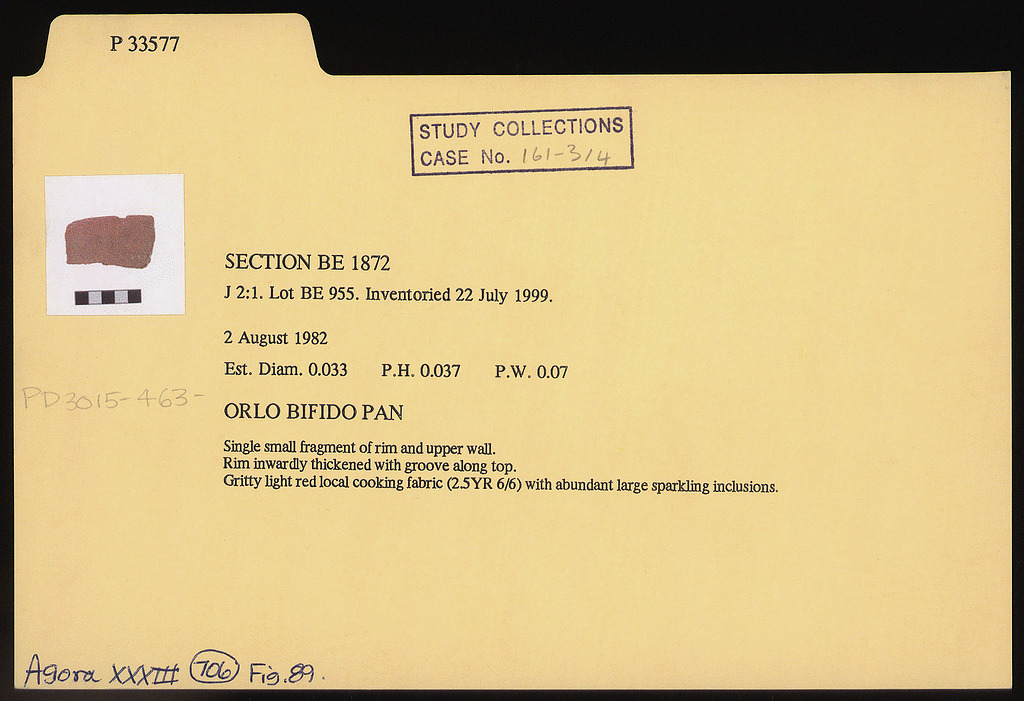 P 33577
STUDY COLLECTIONS
CASE No. 161-3/4
SECTION BE 1872
J 2:1. Lot BE 955. Inventoried 22 July 1999.
2 August 1982
Est. Diam. 0.033 P.H. 0.037 P.W. 0.07
PD3015-463-
ORLO BIFIDO PAN
Single small fragment of rim and upper wall.
Rim inwardly thickened with groove along top.
Gritty light red local cooking fabric (2.5YR 6/6) with abundant large sparkling inclusions.
Agora XXXIII 706 Fig. 89.